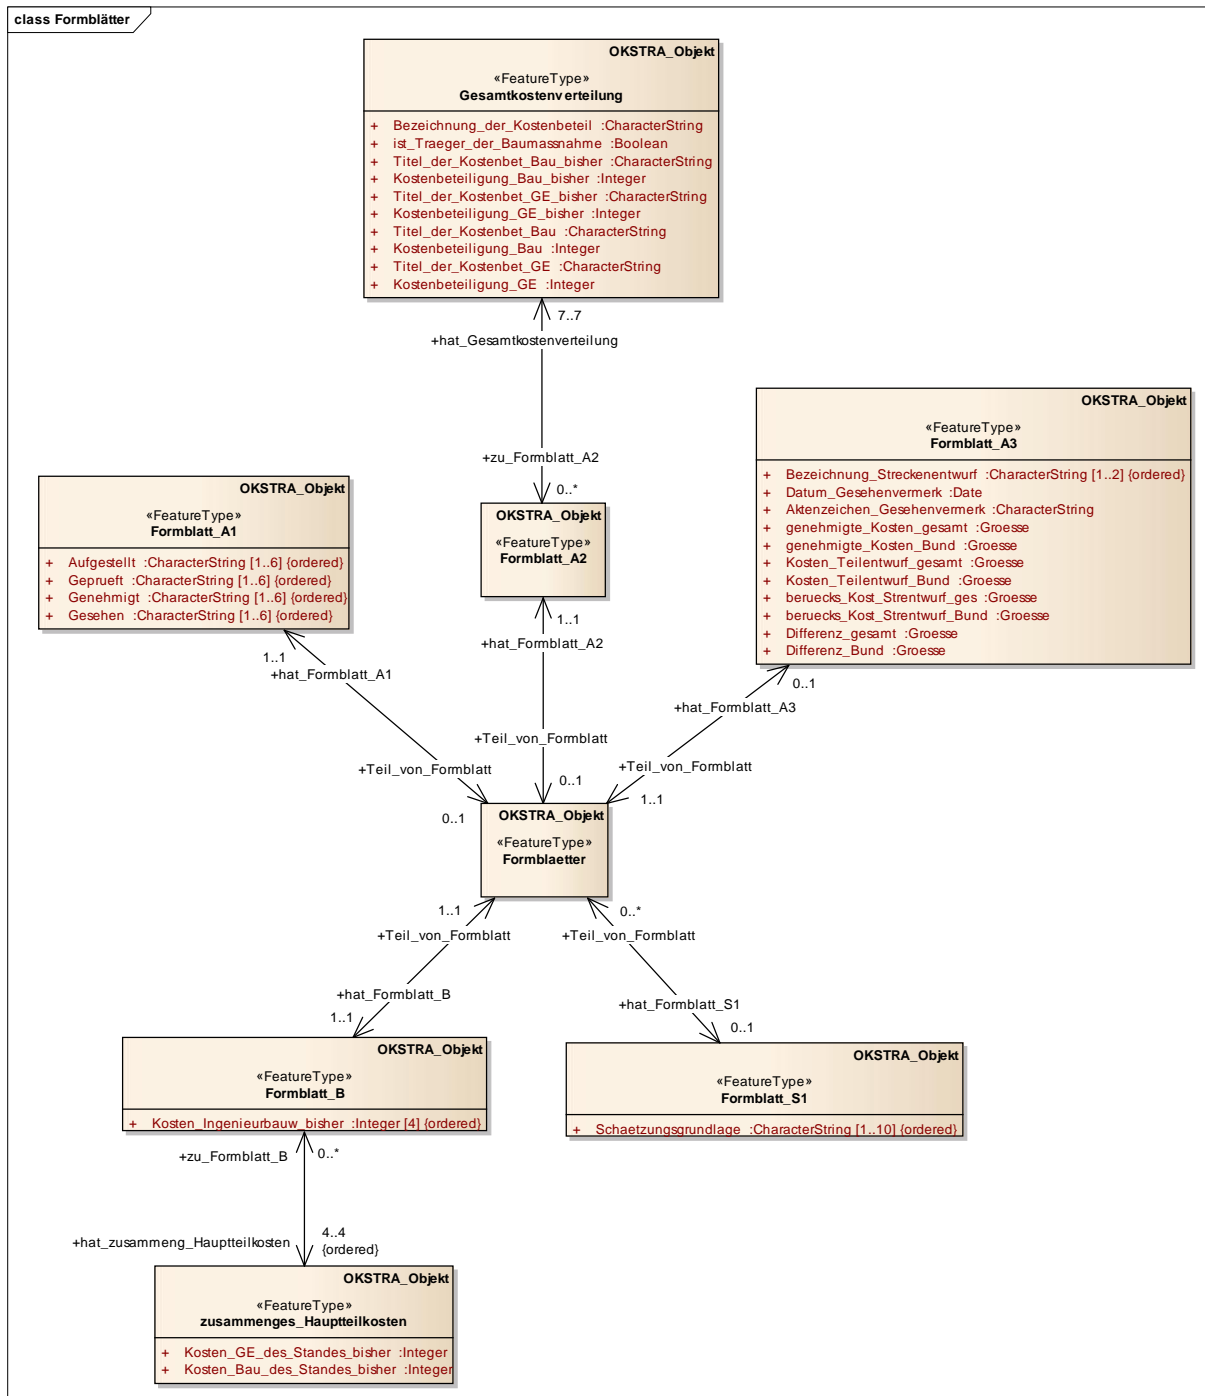 class Formblätter
OKSTRA_Objekt
«FeatureType»
Gesamtkostenverteilung
+ Bezeichnung_der_Kostenbeteil :CharacterString
+ ist_Traeger_der_Baumassnahme :Boolean
+ Titel_der_Kostenbet_Bau_bisher :CharacterString
+ Kostenbeteiligung_Bau_bisher :Integer
+ Titel_der_Kostenbet_GE_bisher :CharacterString
+ Kostenbeteiligung_GE_bisher :Integer
+ Titel_der_Kostenbet_Bau :CharacterString
+ Kostenbeteiligung_Bau :Integer
+ Titel_der_Kostenbet_GE :CharacterString
+ Kostenbeteiligung_GE :Integer
7..7
+hat_Gesamtkostenverteilung
+zu_Formblatt_A2
0..*
OKSTRA_Objekt
«FeatureType»
Formblatt_A3
+ Bezeichnung_Streckenentwurf :CharacterString [1..2] {ordered}
+ Datum_Gesehenvermerk :Date
+ Aktenzeichen_Gesehenvermerk :CharacterString
+ genehmigte_Kosten_gesamt :Groesse
+ genehmigte_Kosten_Bund :Groesse
+ Kosten_Teilentwurf_gesamt :Groesse
+ Kosten_Teilentwurf_Bund :Groesse
+ beruecks_Kost_Strentwurf_ges :Groesse
+ beruecks_Kost_Strentwurf_Bund :Groesse
+ Differenz_gesamt :Groesse
+ Differenz_Bund :Groesse
OKSTRA_Objekt
«FeatureType»
Formblatt_A1
+ Aufgestellt :CharacterString [1..6] {ordered}
+ Geprueft :CharacterString [1..6] {ordered}
+ Genehmigt :CharacterString [1..6] {ordered}
+ Gesehen :CharacterString [1..6] {ordered}
OKSTRA_Objekt
«FeatureType»
Formblatt_A2
1..1
+hat_Formblatt_A1
1..1
+hat_Formblatt_A2
0..1
+hat_Formblatt_A3
+Teil_von_Formblatt
0..1
+Teil_von_Formblatt
0..1
+Teil_von_Formblatt
1..1
OKSTRA_Objekt
«FeatureType»
Formblaetter
1..1
+Teil_von_Formblatt
0..*
+Teil_von_Formblatt
+hat_Formblatt_B
1..1
+hat_Formblatt_S1
0..1
OKSTRA_Objekt
«FeatureType»
Formblatt_B
+ Kosten_Ingenieurbauw_bisher :Integer [4] {ordered}
OKSTRA_Objekt
«FeatureType»
Formblatt_S1
+ Schaetzungsgrundlage :CharacterString [1..10] {ordered}
+zu_Formblatt_B
0..*
+hat_zusammeng_Hauptteilkosten
4..4
{ordered}
OKSTRA_Objekt
«FeatureType»
zusammenges_Hauptteilkosten
+ Kosten_GE_des_Standes_bisher :Integer
+ Kosten_Bau_des_Standes_bisher :Integer